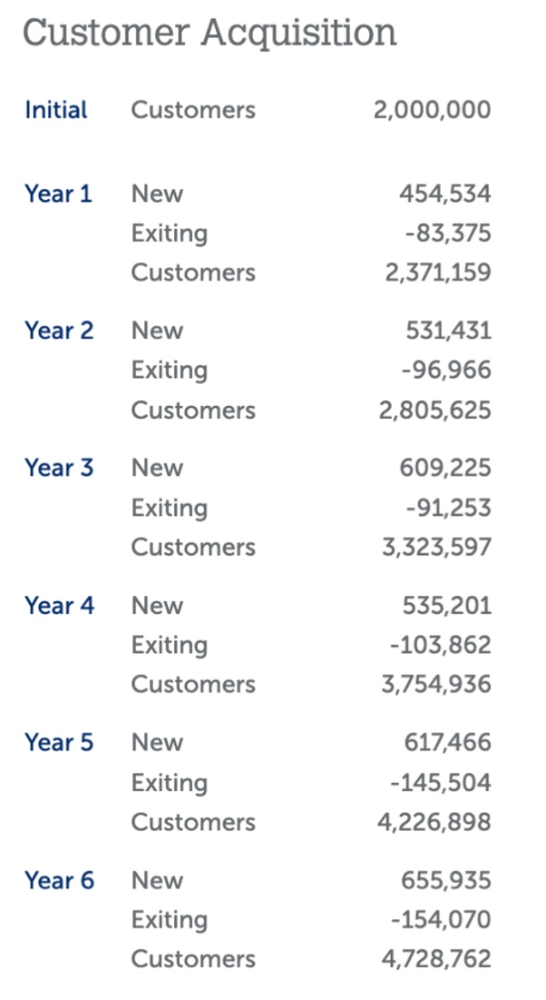 Customer Acquisition
Initial Customers 2,000,000
Year 1 New 454,534
Exiting -83,375
Customers 2,371,159
Year 2 New 531,431
Exiting -96,966
Customers 2,805,625
Year 3 New 609,225
Exiting -91,253
Customers 3,323,597
Year 4 New 535,201
Exiting -103,862
Customers 3,754,936
Year 5 New 617,466
Exiting -145,504
Customers 4,226,898
Year 6 New 655,935
Exiting -154,070
Customers 4,728,762